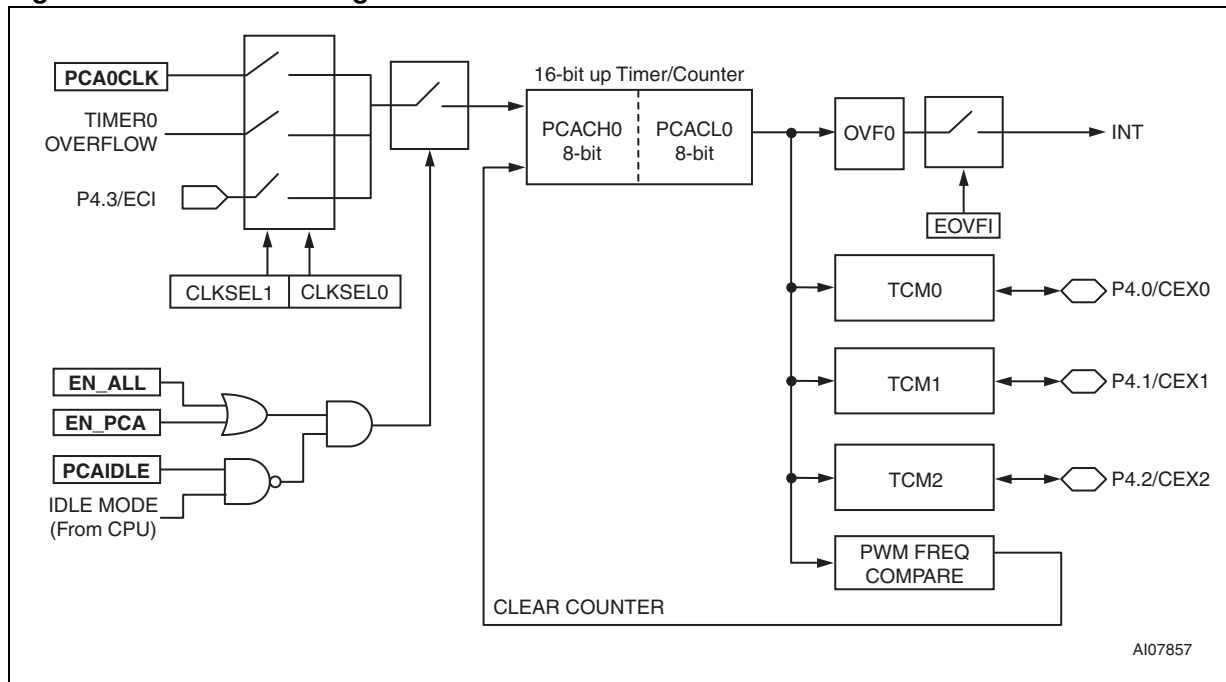 16-bit up Timer/Counter
PCA0CLK
TIMER0
OVERFLOW
P4.3/ECI
CLKSEL1
CLKSEL0
PCACH0
8-bit
PCACL0
8-bit
OVF0
INT
EOVFI
TCM0
P4.0/CEX0
TCM1
P4.1/CEX1
TCM2
P4.2/CEX2
PWM FREQ
COMPARE
EN_ALL
EN_PCA
PCAIDLE
IDLE MODE
(From CPU)
CLEAR COUNTER
AI07857